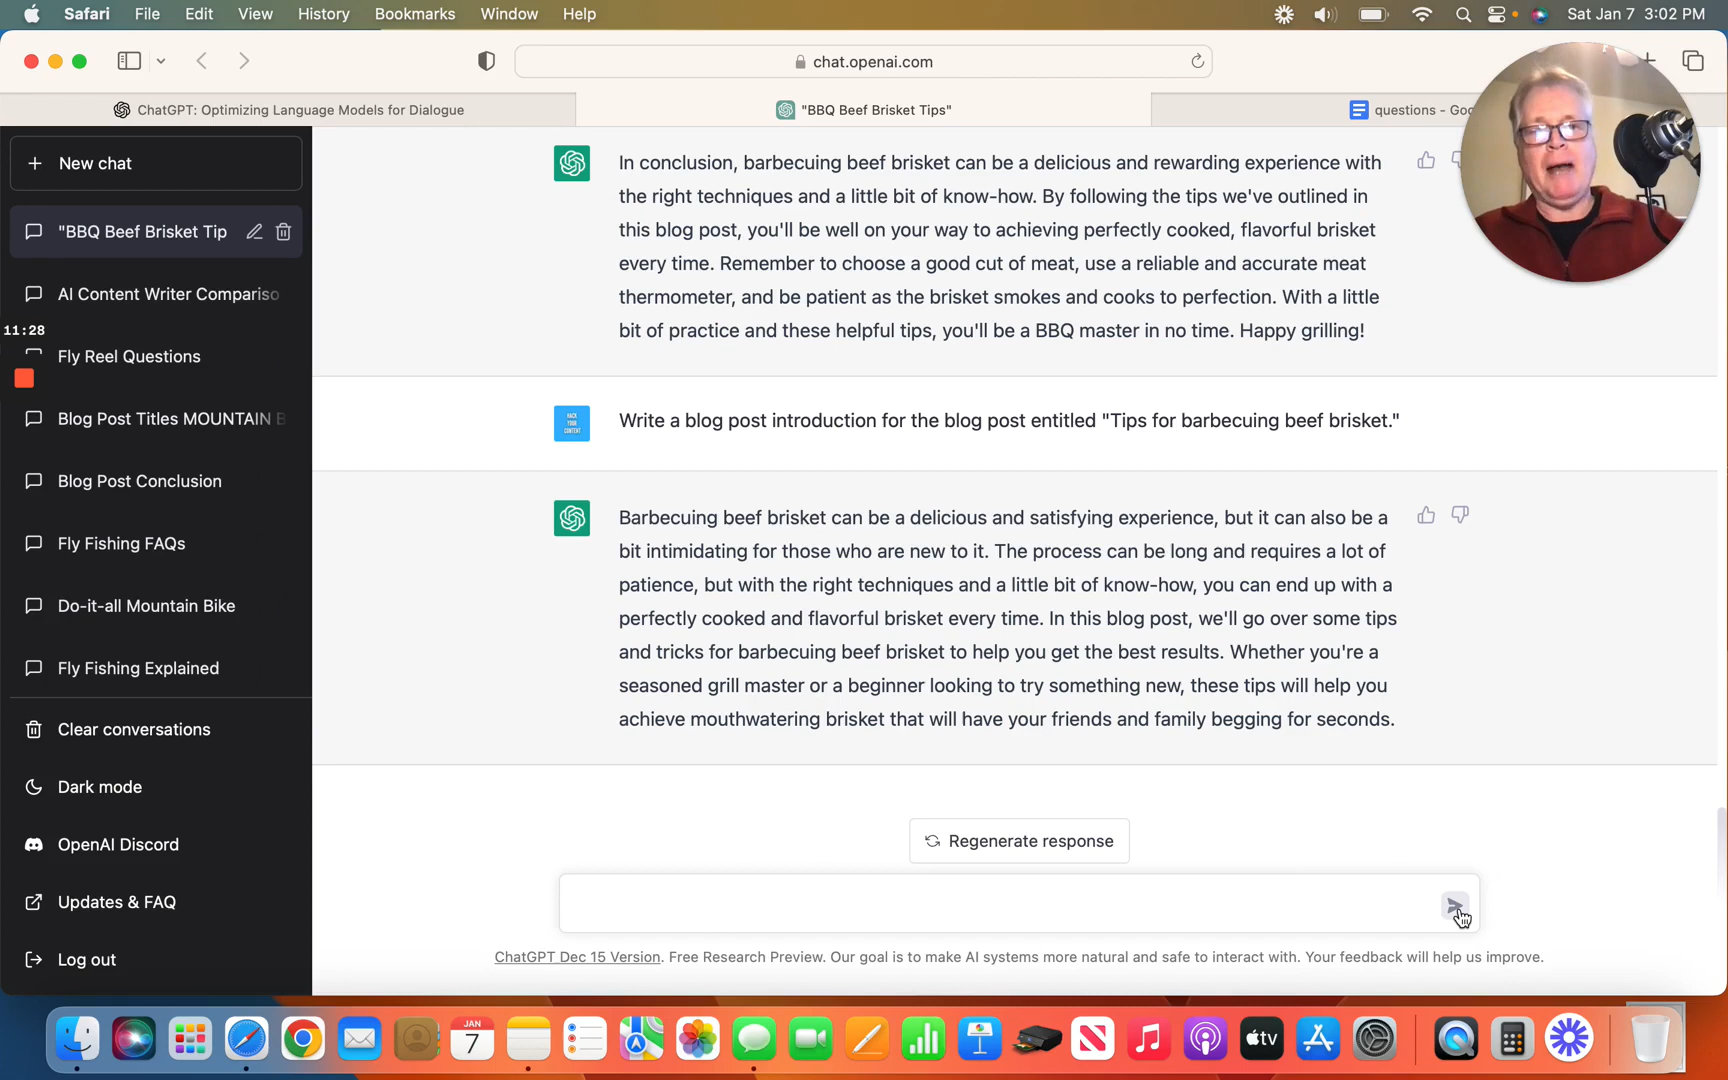 Safari File Edit View History Bookmarks Window Help Sat Jan 7 3:02 PM
chat.openai.com
ChatGPT: Optimizing Language Models for Dialogue
"BBQ Beef Brisket Tips"
questions - Goo
New chat
"BBQ Beef Brisket Tip
AI Content Writer Compariso
11:28
Fly Reel Questions
Blog Post Titles MOUNTAIN B
Blog Post Conclusion
Fly Fishing FAQs
Do-it-all Mountain Bike
Fly Fishing Explained
Clear conversations
Dark mode
OpenAI Discord
Updates & FAQ
Log out
In conclusion, barbecuing beef brisket can be a delicious and rewarding experience with
the right techniques and a little bit of know-how. By following the tips we've outlined in
this blog post, you'll be well on your way to achieving perfectly cooked, flavorful brisket
every time. Remember to choose a good cut of meat, use a reliable and accurate meat
thermometer, and be patient as the brisket smokes and cooks to perfection. With a little
bit of practice and these helpful tips, you'll be a BBQ master in no time. Happy grilling!
HACK
YOUR
CONTENT
Write a blog post introduction for the blog post entitled "Tips for barbecuing beef brisket."
Barbecuing beef brisket can be a delicious and satisfying experience, but it can also be a
bit intimidating for those who are new to it. The process can be long and requires a lot of
patience, but with the right techniques and a little bit of know-how, you can end up with a
perfectly cooked and flavorful brisket every time. In this blog post, we'll go over some tips
and tricks for barbecuing beef brisket to help you get the best results. Whether you're a
seasoned grill master or a beginner looking to try something new, these tips will help you
achieve mouthwatering brisket that will have your friends and family begging for seconds.
Regenerate response
ChatGPT Dec 15 Version. Free Research Preview. Our goal is to make AI systems more natural and safe to interact with. Your feedback will help us improve.
JAN
7
tv